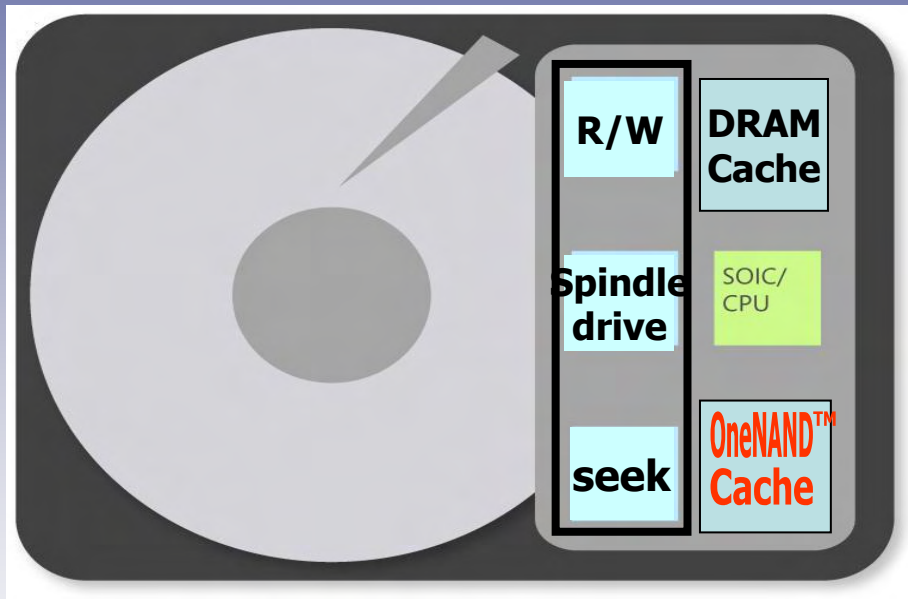 R/W
DRAM
Cache
Spindle
drive
SOIC/
CPU
seek
OneNAND™
Cache